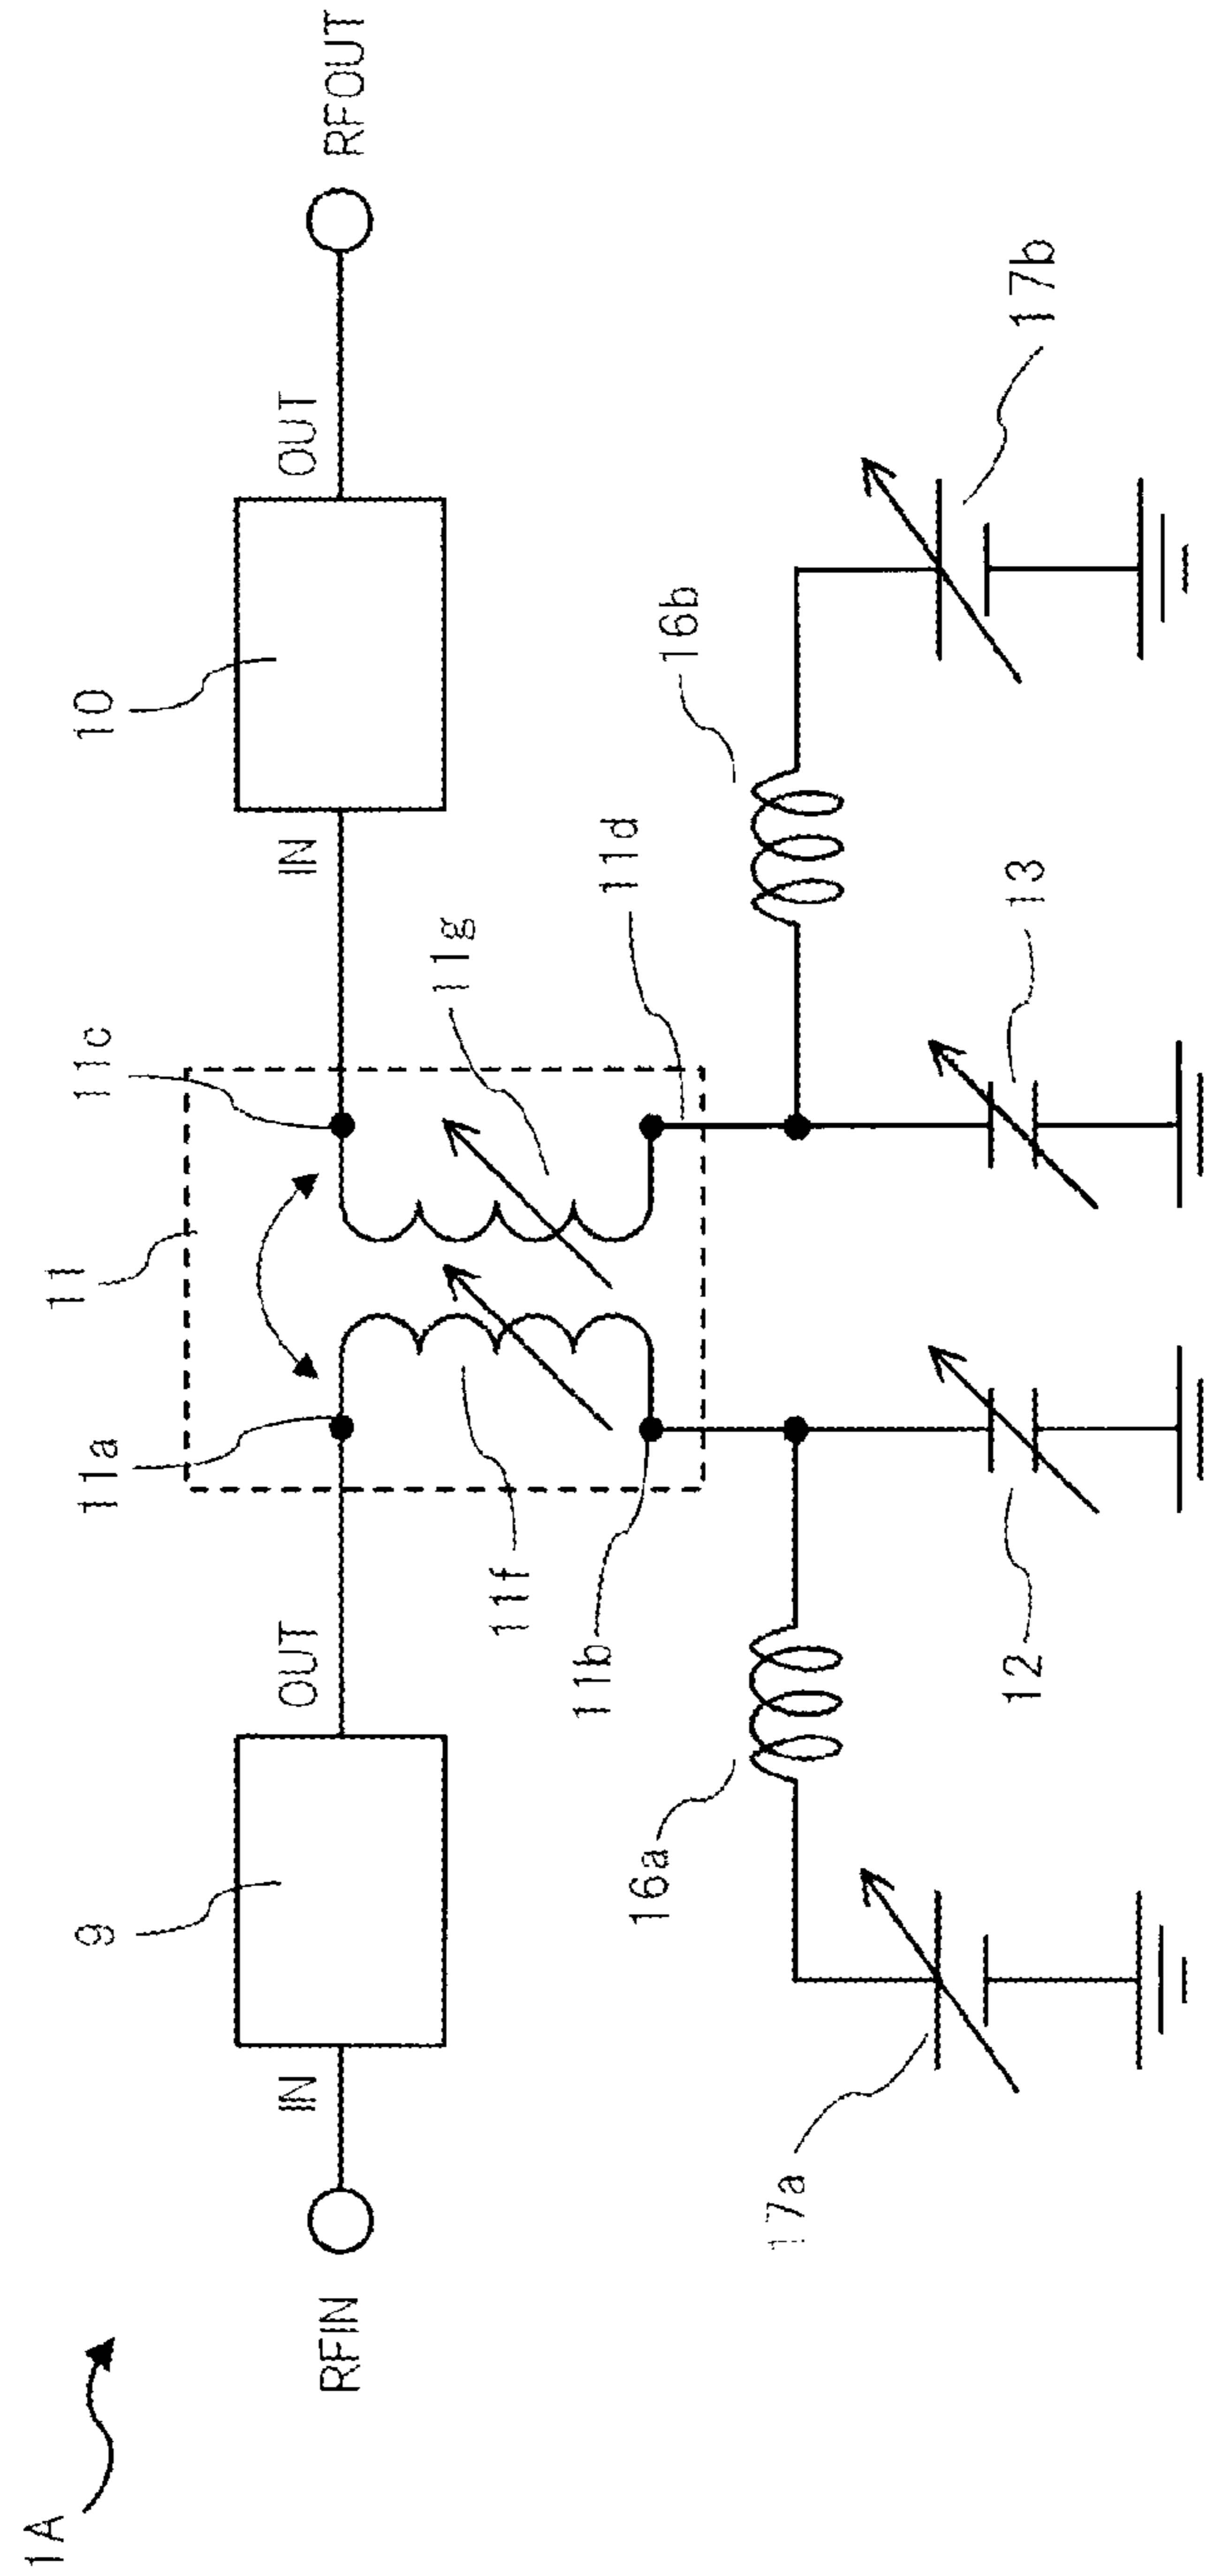 1A
11
9
11a
11c
10
RFIN
IN
OUT
IN
OUT
RFOUT
11f
11g
11b
11d
16a
16b
17a
12
13
17b